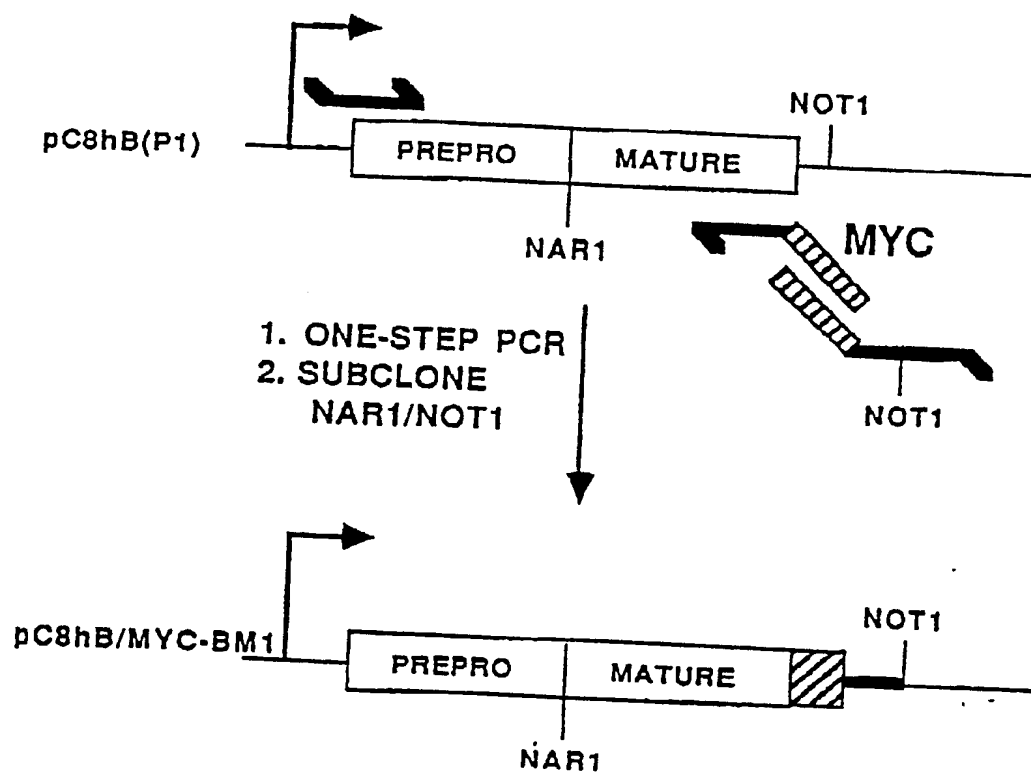 NOT1
pC8hB(P1)
PREPRO
MATURE
NAR1
MYC
1. ONE-STEP PCR
2. SUBCLONE
NAR1/NOT1
NOT1
NOT1
pC8hB/MYC-BM1
PREPRO
MATURE
NAR1